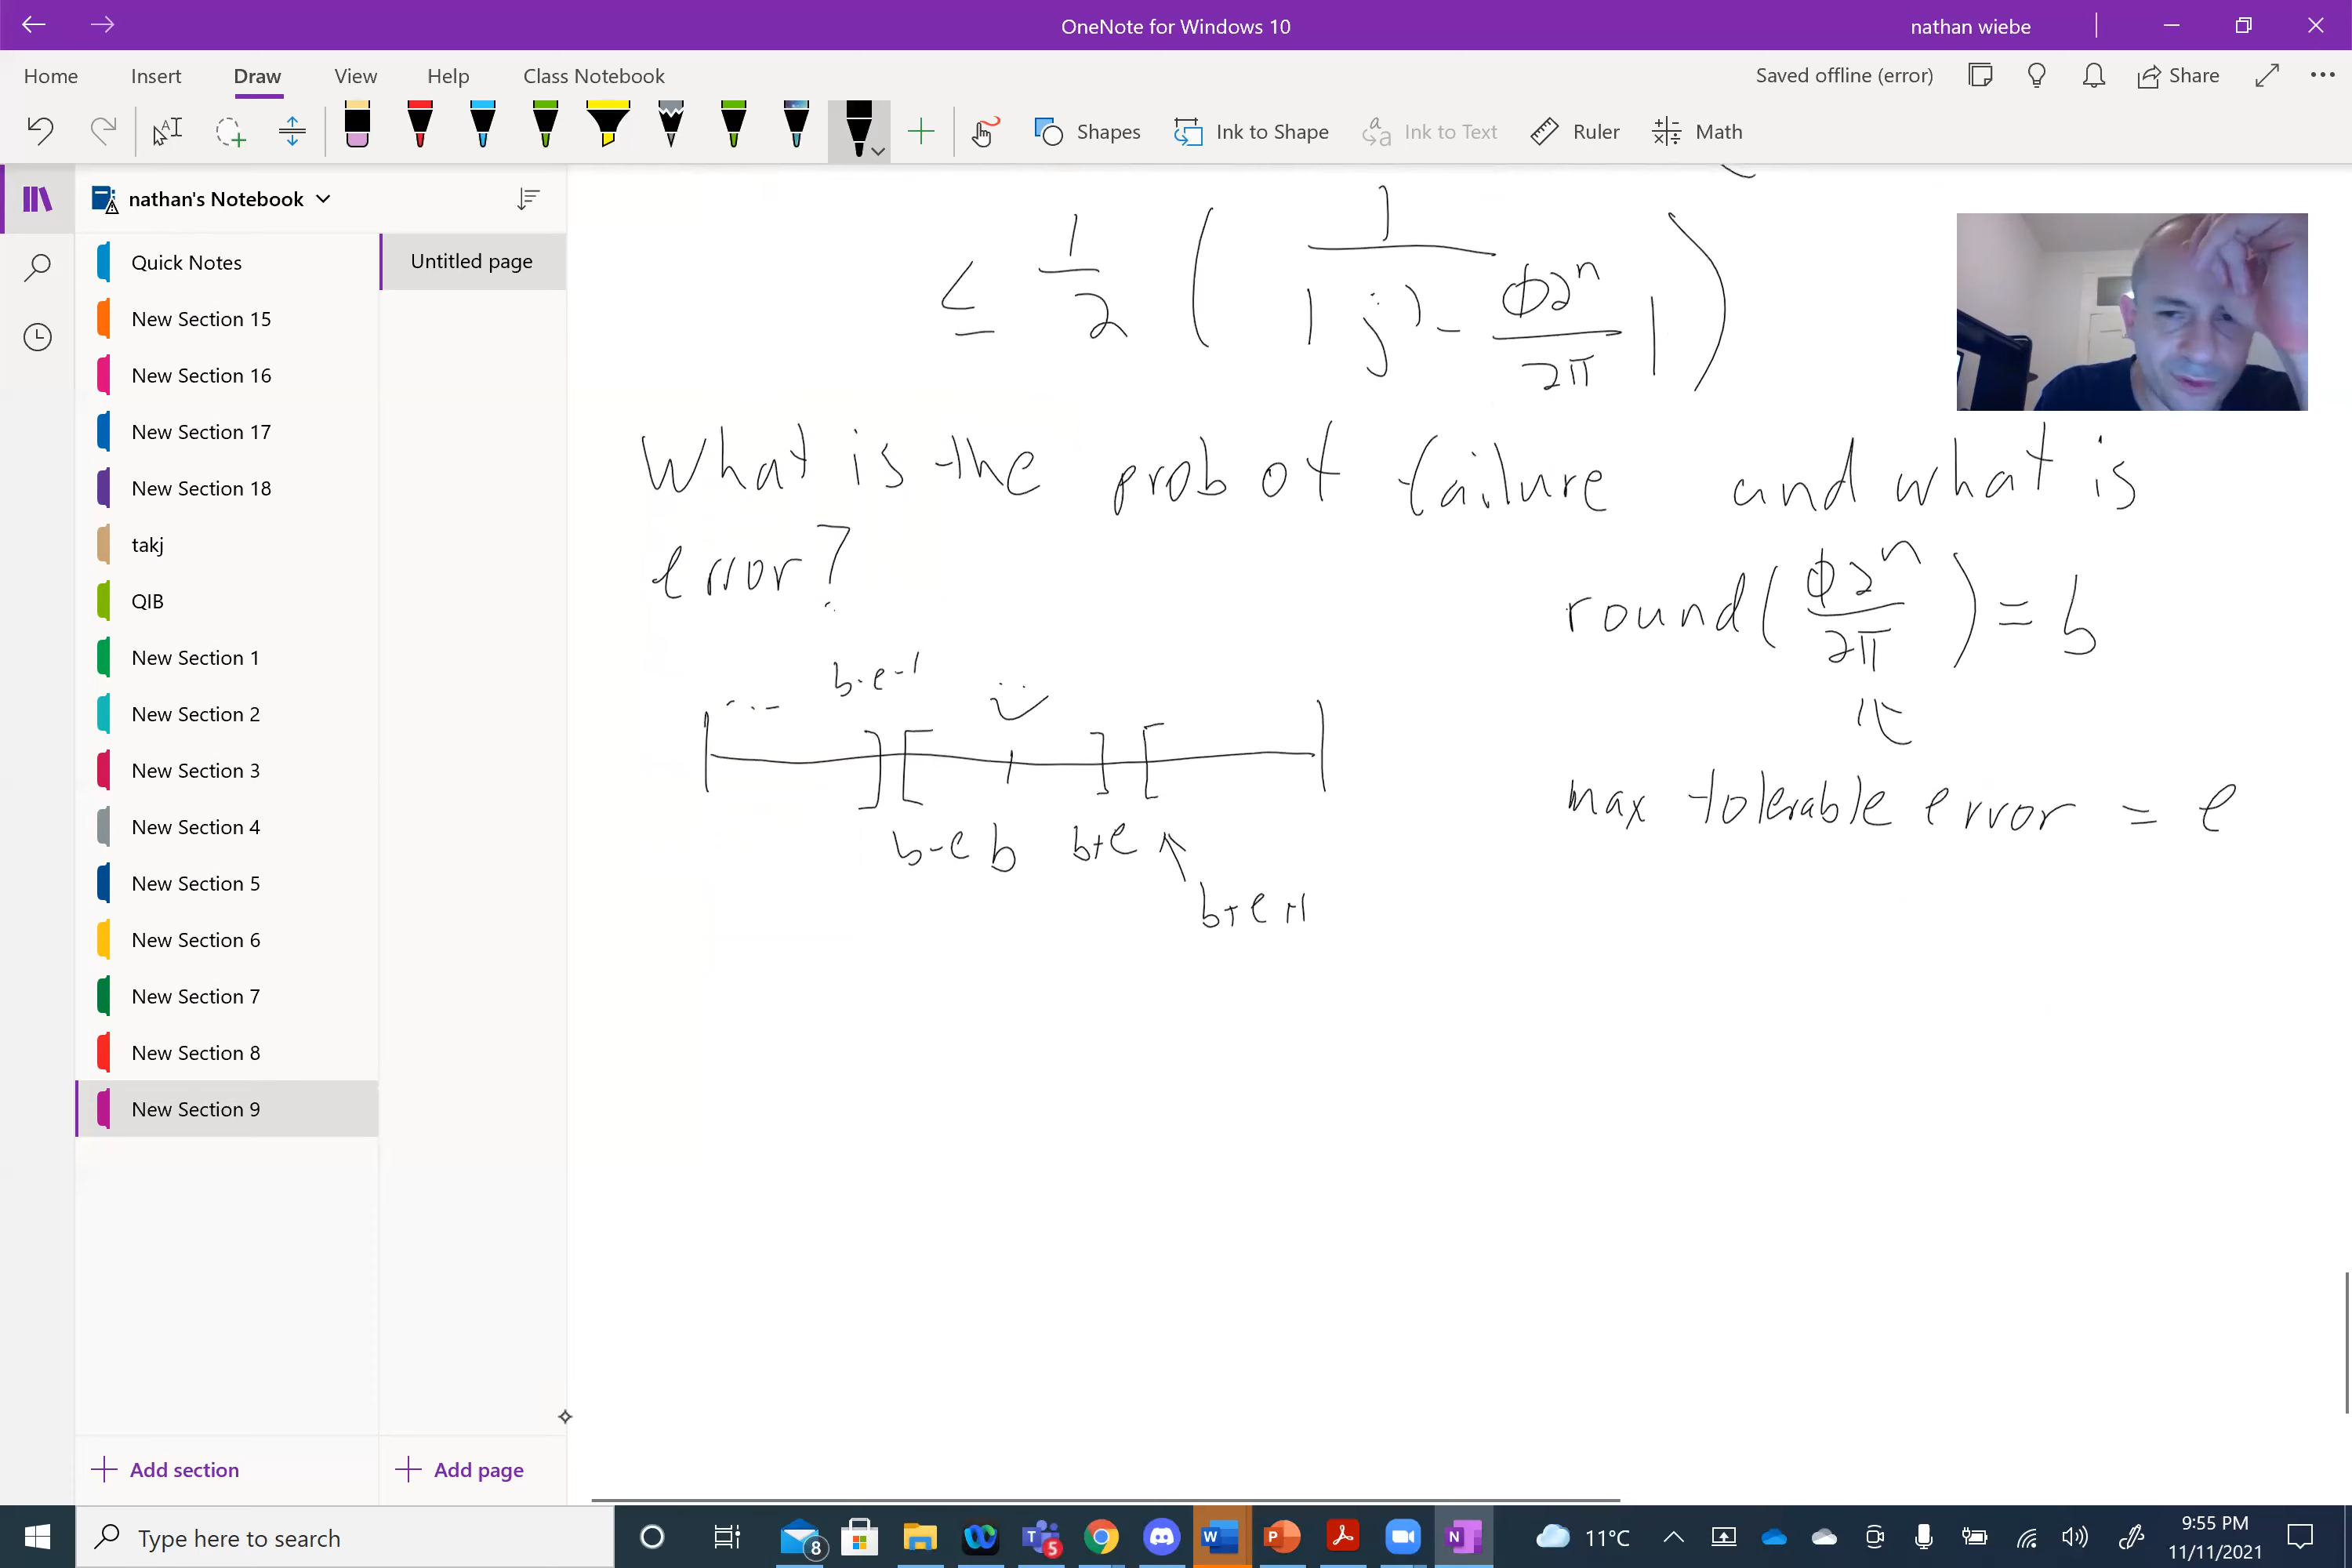 OneNote for Windows 10
nathan wiebe
Home Insert Draw View Help Class Notebook
Saved offline (error) Share
Shapes Ink to Shape Ink to Text Ruler Math
nathan's Notebook
Quick Notes
New Section 15
New Section 16
New Section 17
New Section 18
takj
QIB
New Section 1
New Section 2
New Section 3
New Section 4
New Section 5
New Section 6
New Section 7
New Section 8
New Section 9
Add section
Untitled page
Add page
≤ 1/2 ( 1 / | j' - ϕ2ⁿ/2π | )
What is the prob of failure and what is
error?
round( ϕ2ⁿ/2π ) = b
b-e-1
...
b-e b b+e
b+e+1
max tolerable error = e
Type here to search
8
5
11°C
9:55 PM
11/11/2021